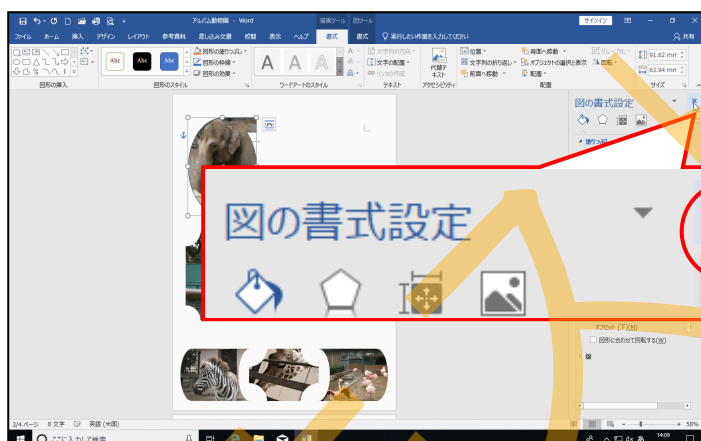 アルバム動物園 - Word
描画ツール 図ツール
サインイン
ファイル ホーム 挿入 デザイン レイアウト 参考資料 差し込み文書 校閲 表示 ヘルプ 書式 書式 実行したい作業を入力してください 共有
Abc Abc Abc
図形の塗りつぶし
図形の枠線
図形の効果
A A A
文字列の方向
文字の配置
リンクの作成
代替テキスト
位置
文字列の折り返し
前面へ移動
背面へ移動
オブジェクトの選択と表示
配置
グループ化
回転
91.62 mm
63.94 mm
図形の挿入 図形のスタイル ワードアートのスタイル テキスト アクセシビリティ 配置 サイズ
図の書式設定
塗りつぶし
図の書式設定
オフセット (下)(M)
図形に合わせて回転する(W)
線
3/4 ページ 0 文字 英語 (米国)
58%
ここに入力して検索
14:09